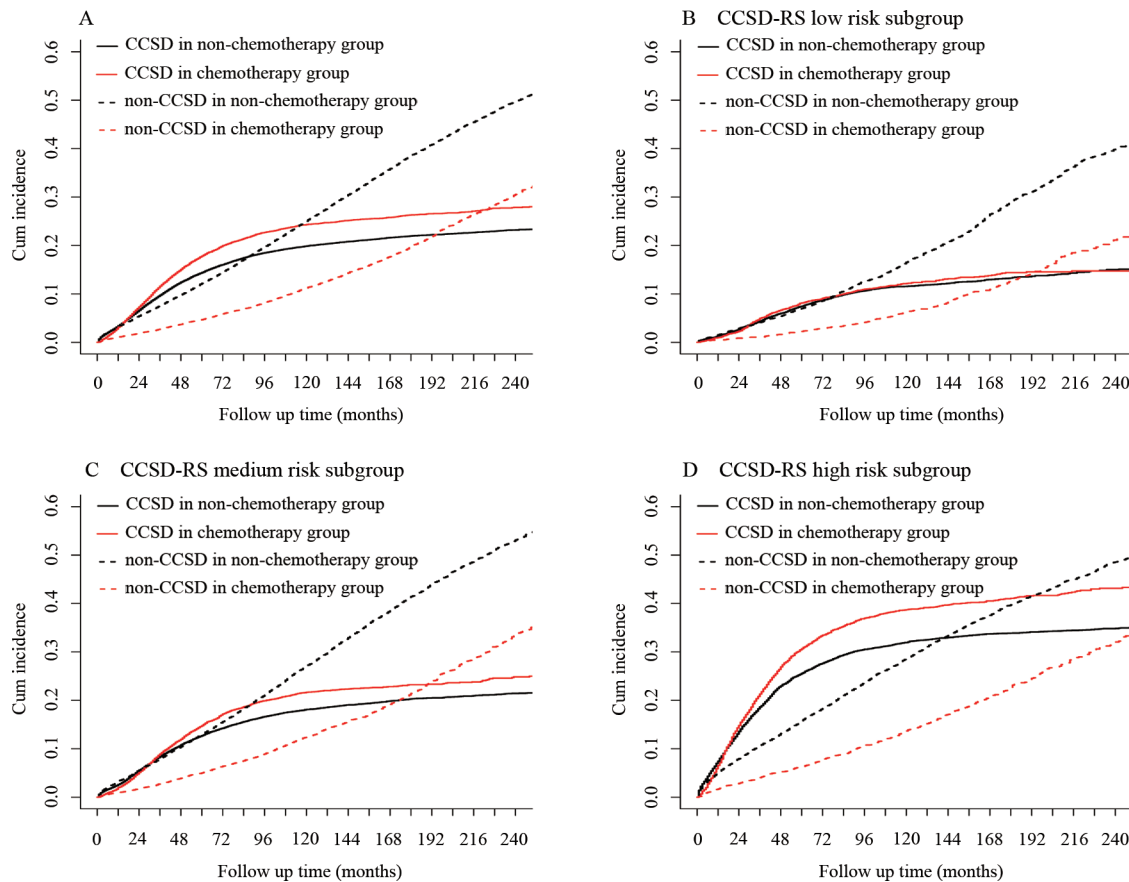 A
CCSD in non-chemotherapy group
CCSD in chemotherapy group
non-CCSD in non-chemotherapy group
non-CCSD in chemotherapy group
Cum incidence
0.6
0.5
0.4
0.3
0.2
0.1
0.0
0 24 48 72 96 120 144 168 192 216 240
Follow up time (months)
B CCSD-RS low risk subgroup
CCSD in non-chemotherapy group
CCSD in chemotherapy group
non-CCSD in non-chemotherapy group
non-CCSD in chemotherapy group
Cum incidence
0.6
0.5
0.4
0.3
0.2
0.1
0.0
0 24 48 72 96 120 144 168 192 216 240
Follow up time (months)
C CCSD-RS medium risk subgroup
CCSD in non-chemotherapy group
CCSD in chemotherapy group
non-CCSD in non-chemotherapy group
non-CCSD in chemotherapy group
Cum incidence
0.6
0.5
0.4
0.3
0.2
0.1
0.0
0 24 48 72 96 120 144 168 192 216 240
Follow up time (months)
D CCSD-RS high risk subgroup
CCSD in non-chemotherapy group
CCSD in chemotherapy group
non-CCSD in non-chemotherapy group
non-CCSD in chemotherapy group
Cum incidence
0.6
0.5
0.4
0.3
0.2
0.1
0.0
0 24 48 72 96 120 144 168 192 216 240
Follow up time (months)